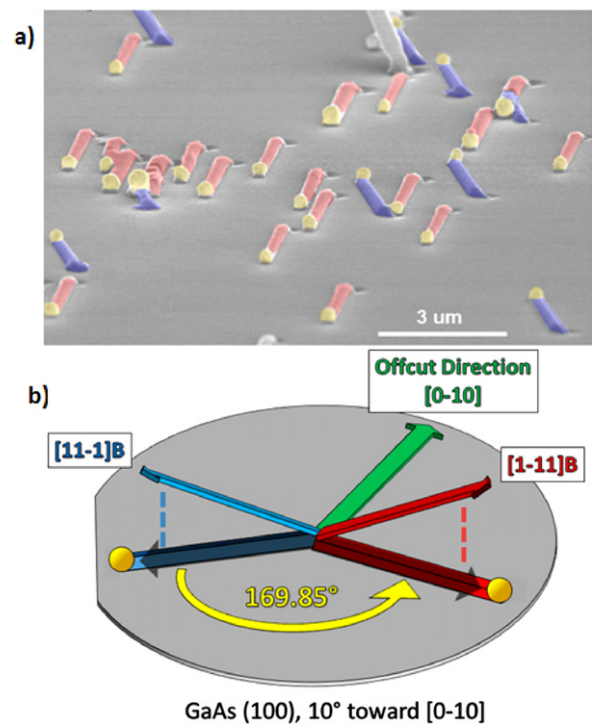 a)
3 um
b)
Offcut Direction
[0-10]
[11-1]B
[1-11]B
169.85°
GaAs (100), 10° toward [0-10]